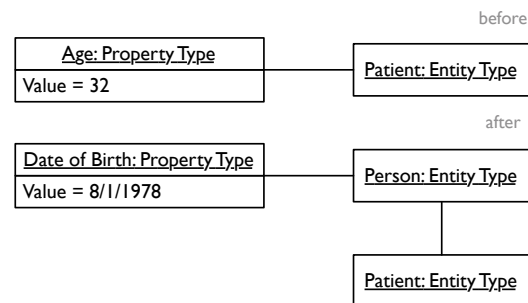 before
Age: Property Type
Value = 32
Patient: Entity Type
after
Date of Birth: Property Type
Value = 8/1/1978
Person: Entity Type
Patient: Entity Type